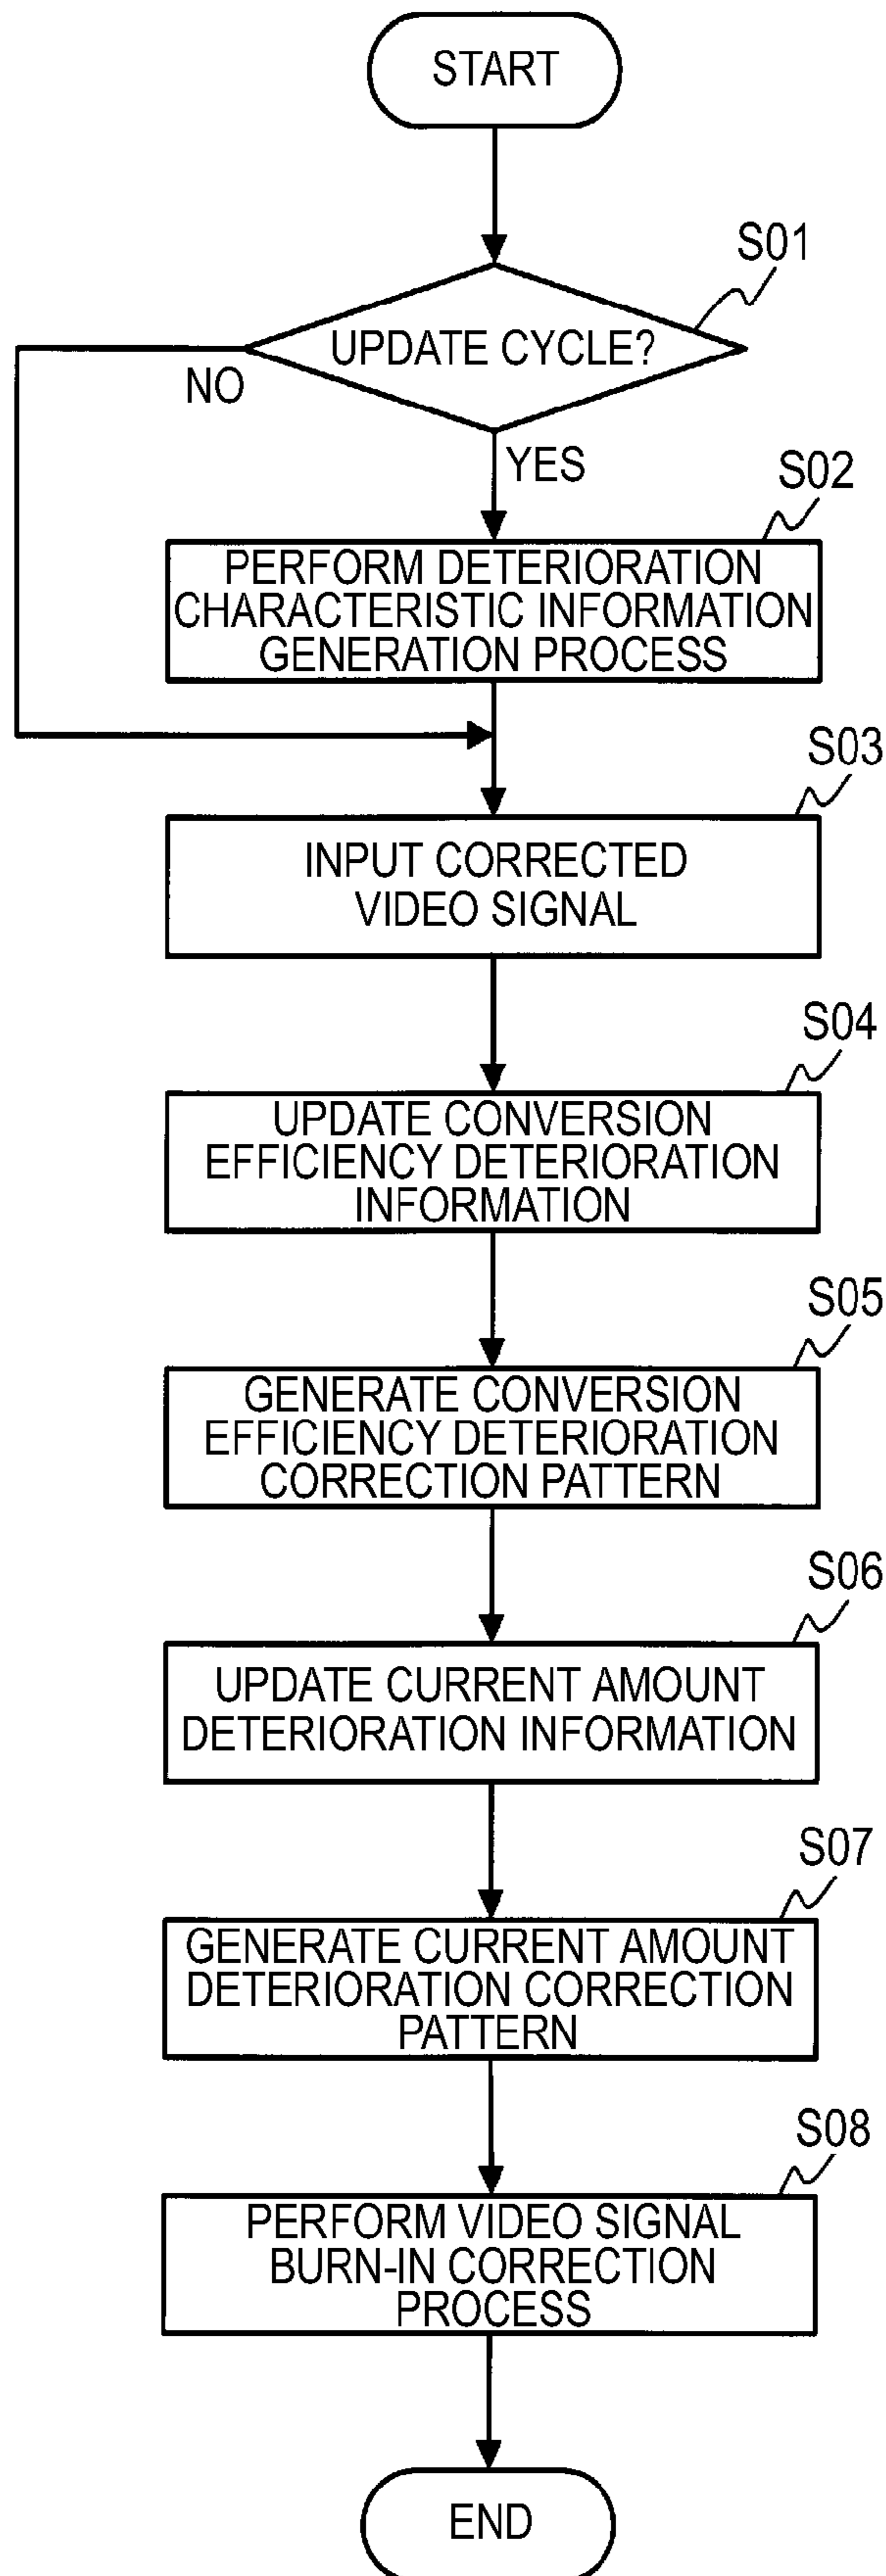 START
S01
UPDATE CYCLE?
NO
YES
S02
PERFORM DETERIORATION
CHARACTERISTIC INFORMATION
GENERATION PROCESS
S03
INPUT CORRECTED
VIDEO SIGNAL
S04
UPDATE CONVERSION
EFFICIENCY DETERIORATION
INFORMATION
S05
GENERATE CONVERSION
EFFICIENCY DETERIORATION
CORRECTION PATTERN
S06
UPDATE CURRENT AMOUNT
DETERIORATION INFORMATION
S07
GENERATE CURRENT AMOUNT
DETERIORATION CORRECTION
PATTERN
S08
PERFORM VIDEO SIGNAL
BURN-IN CORRECTION
PROCESS
END